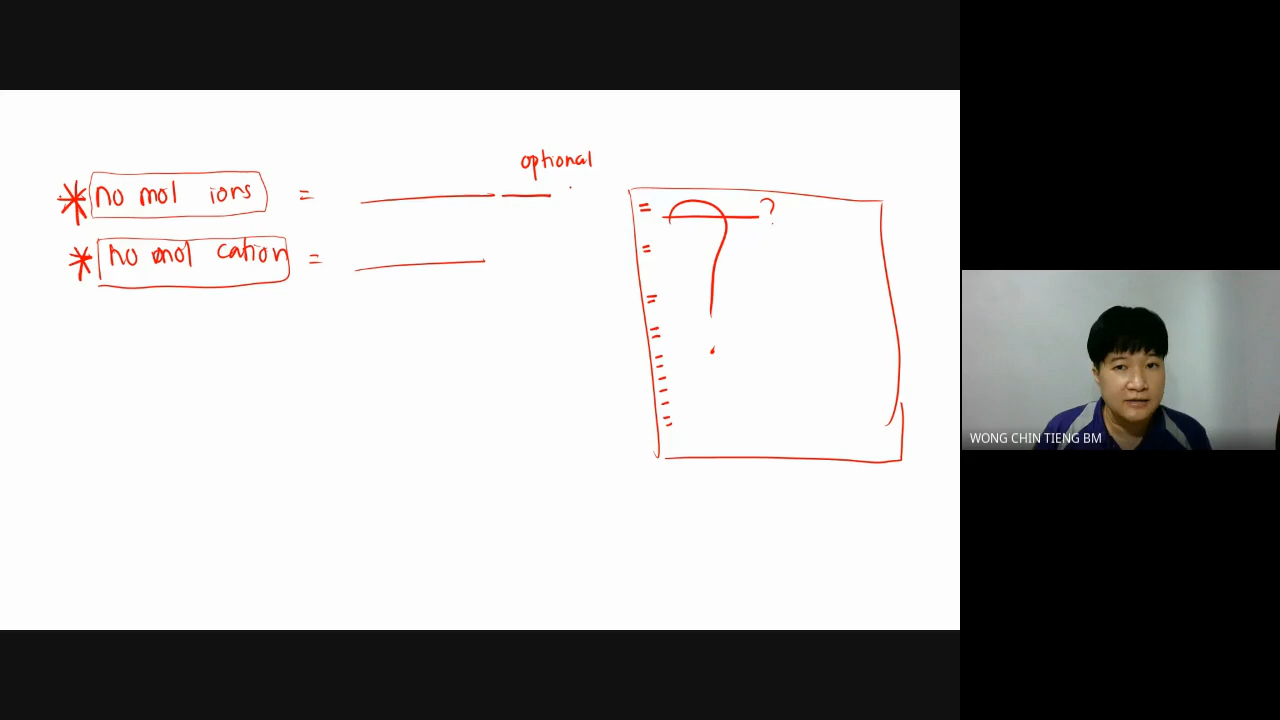 optional
* no mol ions =
* no mol cation =
= ?
=
=
=
=
WONG CHIN TIENG BM